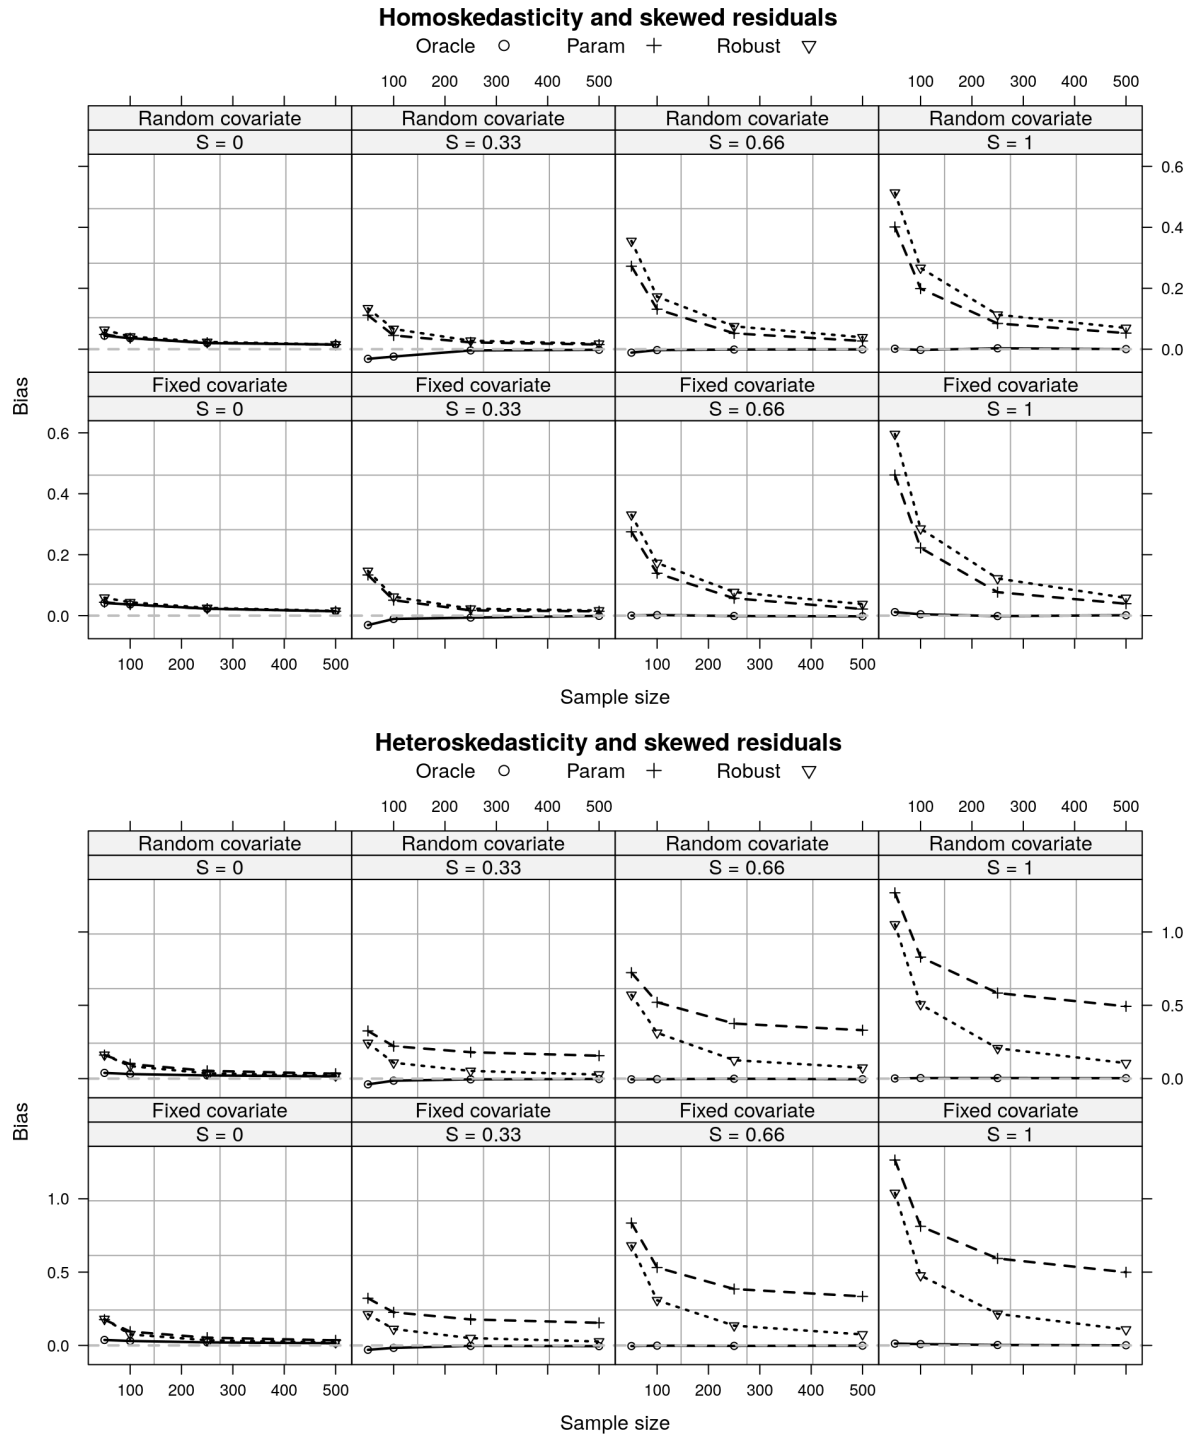 Homoskedasticity and skewed residuals
Oracle Param Robust
100 200 300 400 500 100 200 300 400 500
Random covariate Random covariate Random covariate Random covariate
S = 0 S = 0.33 S = 0.66 S = 1
0.6
0.4
0.2
0.0
Bias
Fixed covariate Fixed covariate Fixed covariate Fixed covariate
S = 0 S = 0.33 S = 0.66 S = 1
0.6
0.4
0.2
0.0
100 200 300 400 500 100 200 300 400 500
Sample size
Heteroskedasticity and skewed residuals
Oracle Param Robust
100 200 300 400 500 100 200 300 400 500
Random covariate Random covariate Random covariate Random covariate
S = 0 S = 0.33 S = 0.66 S = 1
1.0
0.5
0.0
Bias
Fixed covariate Fixed covariate Fixed covariate Fixed covariate
S = 0 S = 0.33 S = 0.66 S = 1
1.0
0.5
0.0
100 200 300 400 500 100 200 300 400 500
Sample size